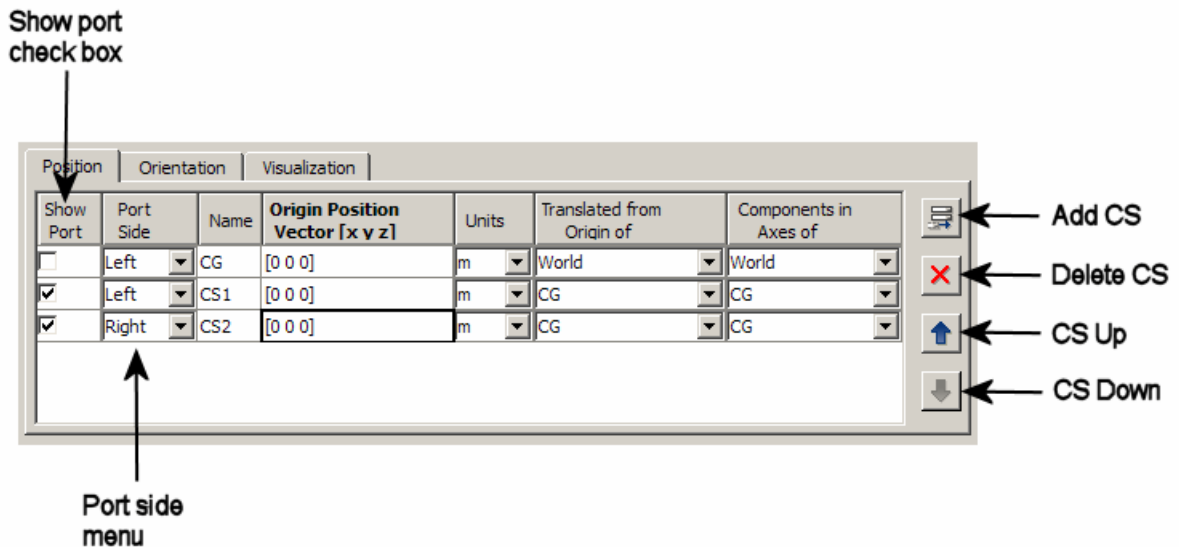 Show port
check box
Position Orientation Visualization
Show Port Name Origin Position Units Translated from Components in
Port Side Vector [x y z] Origin of Axes of
Left CG [0 0 0] m World World
Left CS1 [0 0 0] m CG CG
Right CS2 [0 0 0] m CG CG
Add CS
Delete CS
CS Up
CS Down
Port side
menu